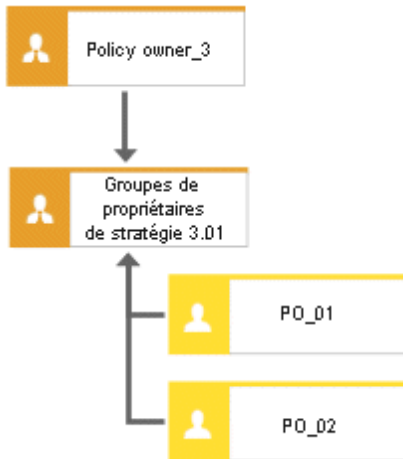 Policy owner_3
Groupes de
propriétaires
de stratégie 3.01
PO_01
PO_02